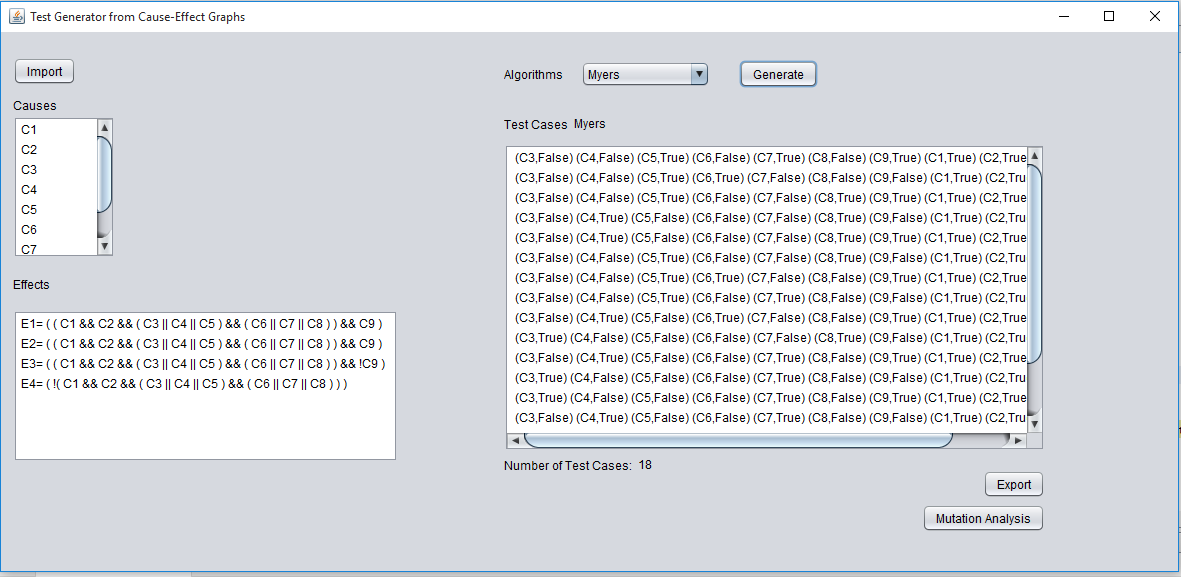 Test Generator from Cause-Effect Graphs
Import
Algorithms Myers Generate
Causes
C1
C2
C3
C4
C5
C6
C7
Effects
E1= ( ( C1 && C2 && ( C3 || C4 || C5 ) && ( C6 || C7 || C8 ) ) && C9 )
E2= ( ( C1 && C2 && ( C3 || C4 || C5 ) && ( C6 || C7 || C8 ) ) && C9 )
E3= ( ( C1 && C2 && ( C3 || C4 || C5 ) && ( C6 || C7 || C8 ) ) && !C9 )
E4= ( !( C1 && C2 && ( C3 || C4 || C5 ) && ( C6 || C7 || C8 ) ) )
Test Cases Myers
(C3,False) (C4,False) (C5,True) (C6,False) (C7,True) (C8,False) (C9,True) (C1,True) (C2,True
(C3,False) (C4,False) (C5,True) (C6,True) (C7,False) (C8,False) (C9,False) (C1,True) (C2,Tru
(C3,False) (C4,False) (C5,True) (C6,False) (C7,False) (C8,True) (C9,True) (C1,True) (C2,True
(C3,False) (C4,True) (C5,False) (C6,False) (C7,False) (C8,True) (C9,False) (C1,True) (C2,Tru
(C3,False) (C4,True) (C5,False) (C6,False) (C7,False) (C8,True) (C9,True) (C1,True) (C2,True
(C3,False) (C4,False) (C5,True) (C6,False) (C7,False) (C8,True) (C9,False) (C1,True) (C2,Tru
(C3,False) (C4,False) (C5,True) (C6,True) (C7,False) (C8,False) (C9,True) (C1,True) (C2,True
(C3,False) (C4,False) (C5,True) (C6,False) (C7,True) (C8,False) (C9,False) (C1,True) (C2,Tru
(C3,False) (C4,True) (C5,False) (C6,True) (C7,False) (C8,False) (C9,True) (C1,True) (C2,True
(C3,True) (C4,False) (C5,False) (C6,False) (C7,True) (C8,False) (C9,True) (C1,True) (C2,True
(C3,False) (C4,True) (C5,False) (C6,False) (C7,True) (C8,False) (C9,True) (C1,True) (C2,True
(C3,True) (C4,False) (C5,False) (C6,False) (C7,True) (C8,False) (C9,False) (C1,True) (C2,Tru
(C3,True) (C4,False) (C5,False) (C6,False) (C7,False) (C8,True) (C9,False) (C1,True) (C2,Tru
(C3,False) (C4,True) (C5,False) (C6,False) (C7,True) (C8,False) (C9,False) (C1,True) (C2,Tru
Number of Test Cases: 18
Export
Mutation Analysis